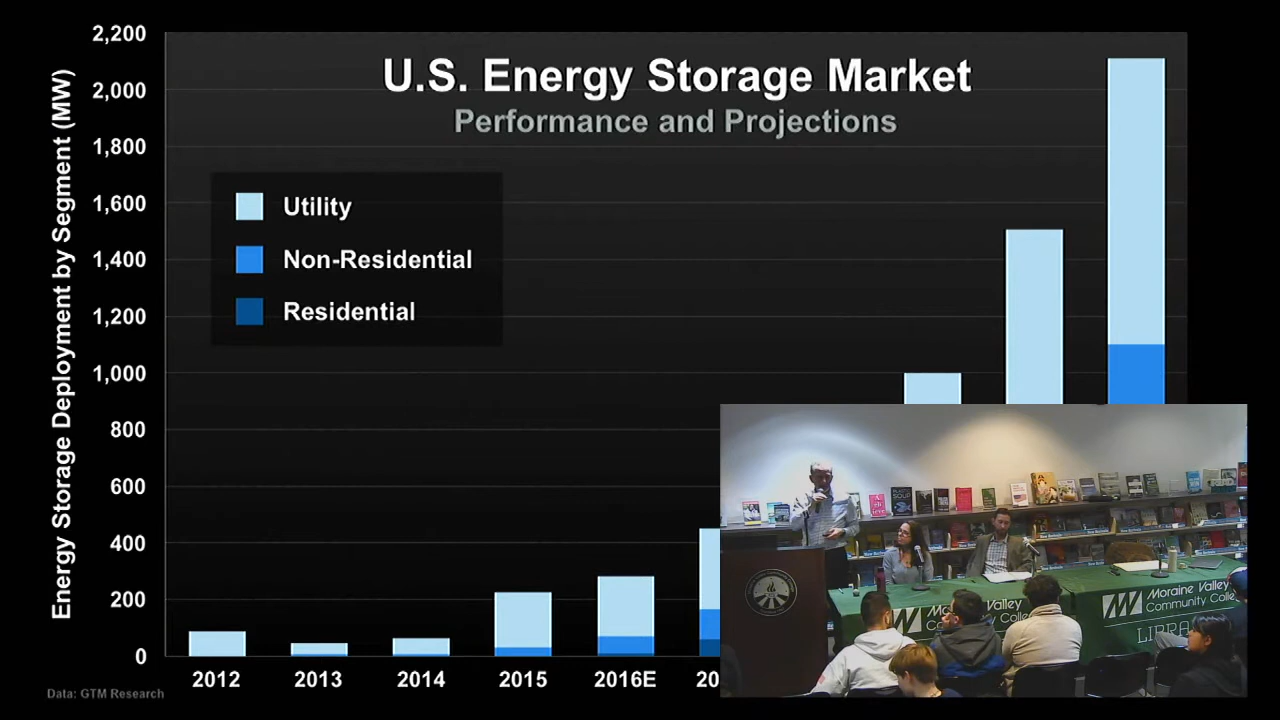 U.S. Energy Storage Market
Performance and Projections
Energy Storage Deployment by Segment (MW)
2,200
2,000
1,800
1,600
1,400
1,200
1,000
800
600
400
200
0
Utility
Non-Residential
Residential
2012 2013 2014 2015 2016E 20
Data: GTM Research
Moraine Valley
Community Colle
LIBRA
Valley
College